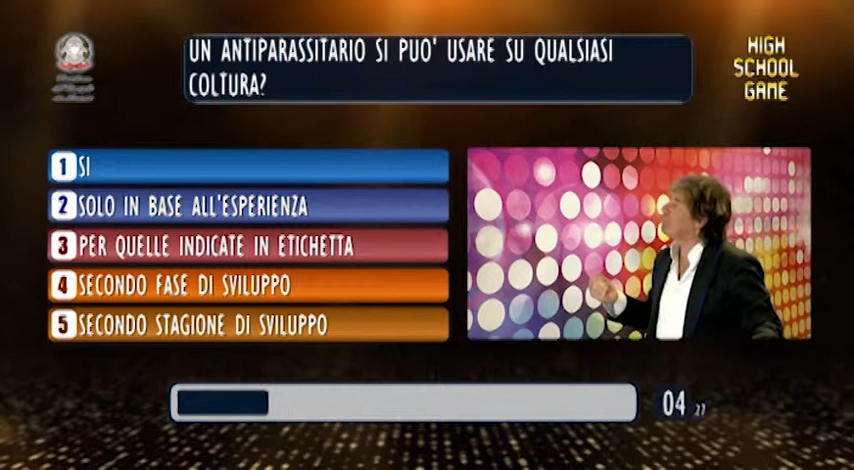 UN ANTIPARASSITARIO SI PUO' USARE SU QUALSIASI
COLTURA?
HIGH
SCHOOL
GAME
1 SI
2 SOLO IN BASE ALL'ESPERIENZA
3 PER QUELLE INDICATE IN ETICHETTA
4 SECONDO FASE DI SVILUPPO
5 SECONDO STAGIONE DI SVILUPPO
04 27